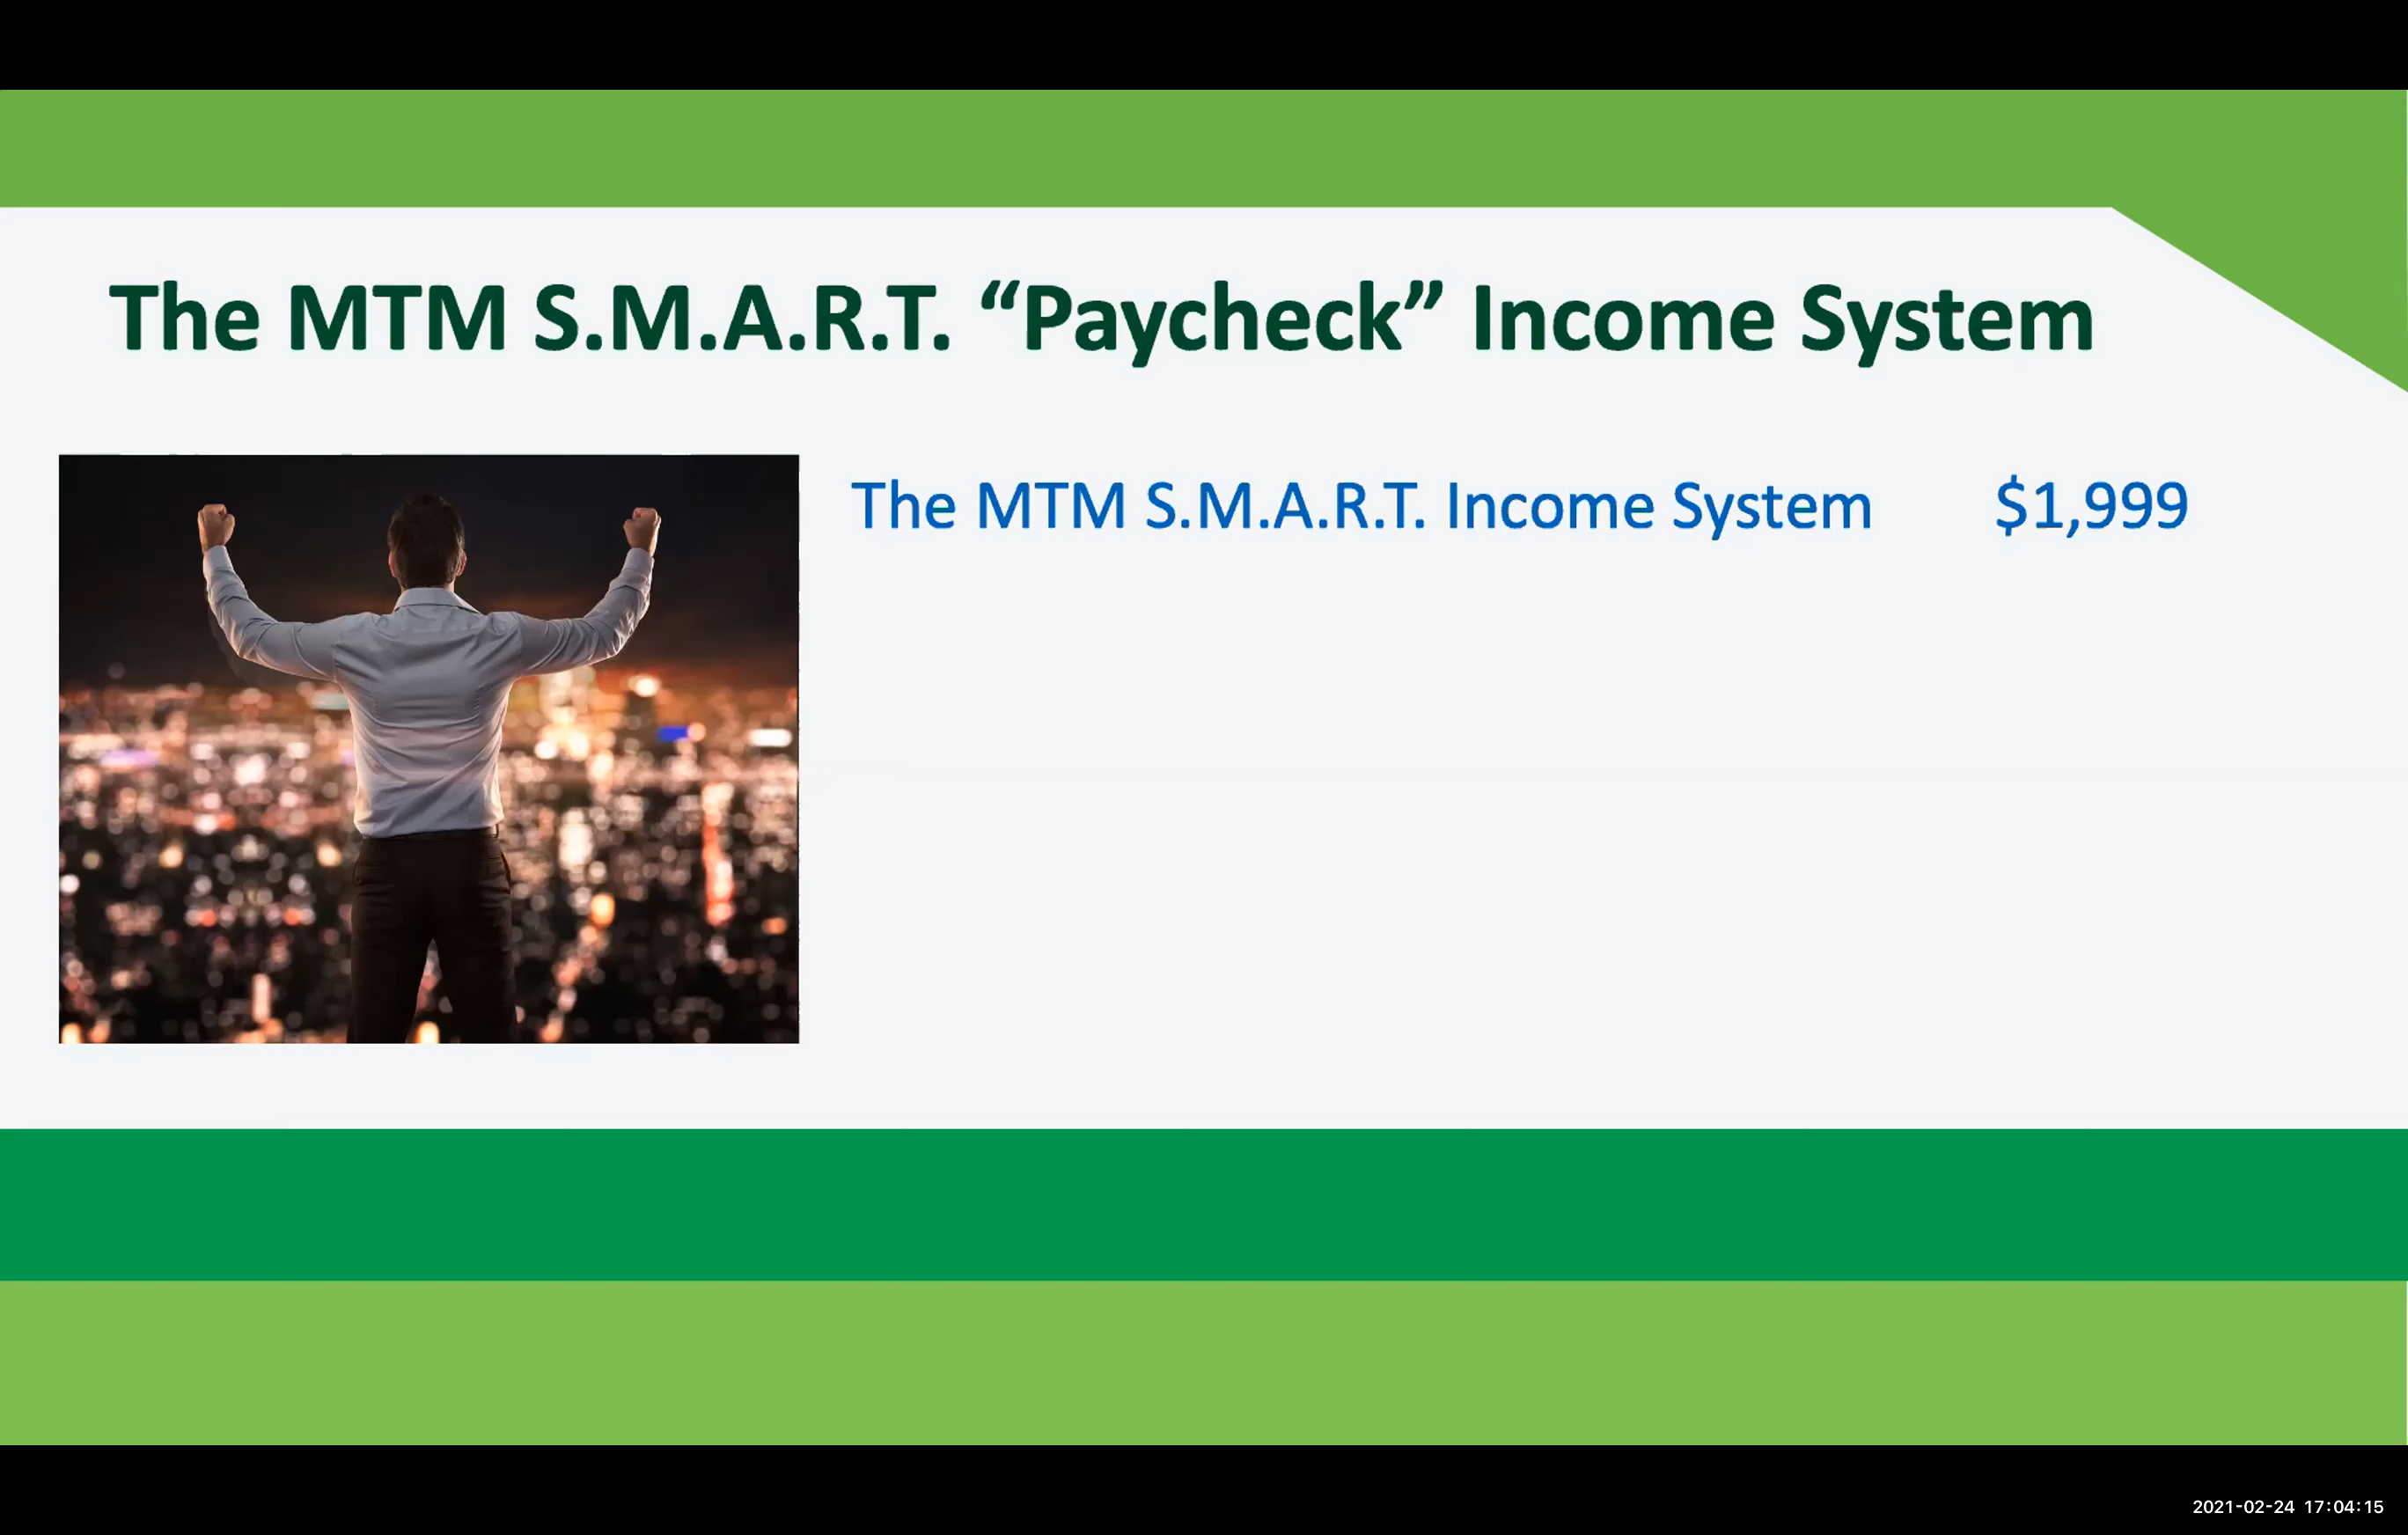 The MTM S.M.A.R.T. “Paycheck” Income System
The MTM S.M.A.R.T. Income System $1,999
2021-02-24 17:04:15